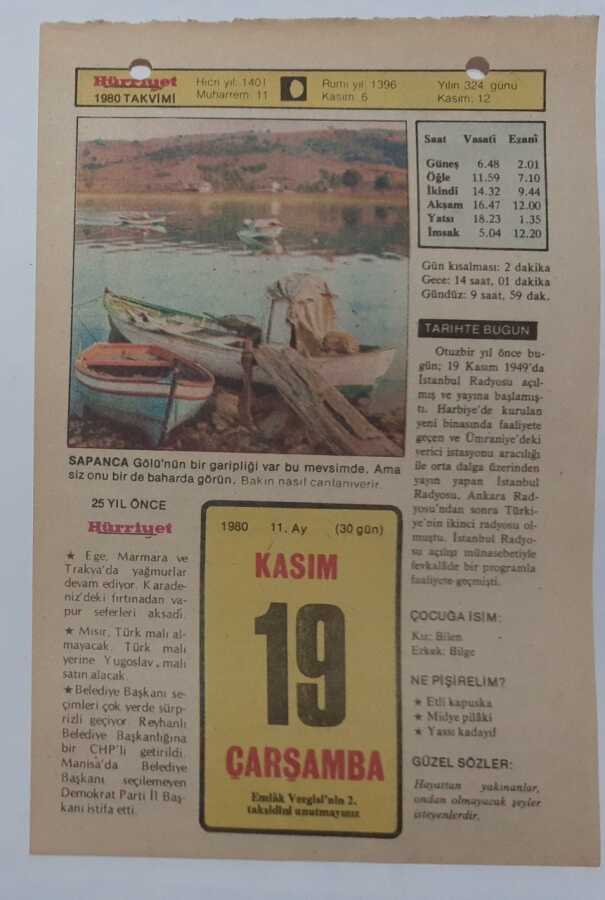 Hürriyet
1980 TAKVİMİ
Hicri yıl: 1401
Muharrem: 11
Rumi yıl: 1396
Kasım: 6
Yılın 324. günü
Kasım: 12
Saat Vasatî Ezanî
Güneş 6.48 2.01
Öğle 11.59 7.10
İkindi 14.32 9.44
Akşam 16.47 12.00
Yatsı 18.23 1.35
İmsak 5.04 12.20
Gün kısalması: 2 dakika
Gece: 14 saat, 01 dakika
Gündüz: 9 saat, 59 dak.
TARİHTE BUGÜN
Otuzbir yıl önce bu-
gün; 19 Kasım 1949'da
İstanbul Radyosu açıl-
mış ve yayına başlamış-
tı. Harbiye'de kurulan
yeni binasında faaliyete
geçen ve Ümraniye'deki
verici istasyonu aracılığı
ile orta dalga üzerinden
yayın yapan İstanbul
Radyosu, Ankara Rad-
yosu'ndan sonra Türki-
ye'nin ikinci radyosu ol-
muştu. İstanbul Radyo-
su açılışı münasebetiyle
fevkalâde bir programla
faaliyete geçmişti.
SAPANCA Gölü'nün bir garipliği var bu mevsimde. Ama
siz onu bir de baharda görün. Bakın nasıl canlanıverir.
25 YIL ÖNCE
Hürriyet
★ Ege, Marmara ve
Trakya'da yağmurlar
devam ediyor. Karade-
niz'deki fırtınadan va-
pur seferleri aksadı.
★ Mısır, Türk malı al-
mayacak. Türk malı
yerine Yugoslav malı
satın alacak.
★ Belediye Başkanı se-
çimleri çok yerde sürp-
rizli geçiyor. Reyhanlı
Belediye Başkanlığına
bir CHP'li getirildi.
Manisa'da Belediye
Başkanı seçilemeyen
Demokrat Parti İl Baş-
kanı istifa etti.
1980 11. Ay (30 gün)
KASIM
19
ÇARŞAMBA
Emlâk Vergisi'nin 2.
taksidini unutmayınız
ÇOCUĞA İSİM:
Kız: Bilen
Erkek: Bilge
NE PİŞİRELİM?
★ Etli kapuska
★ Midye pilâki
★ Yassı kadayıf
GÜZEL SÖZLER:
Hayattan yakınanlar,
ondan olmayacak şeyler
isteyenlerdir.